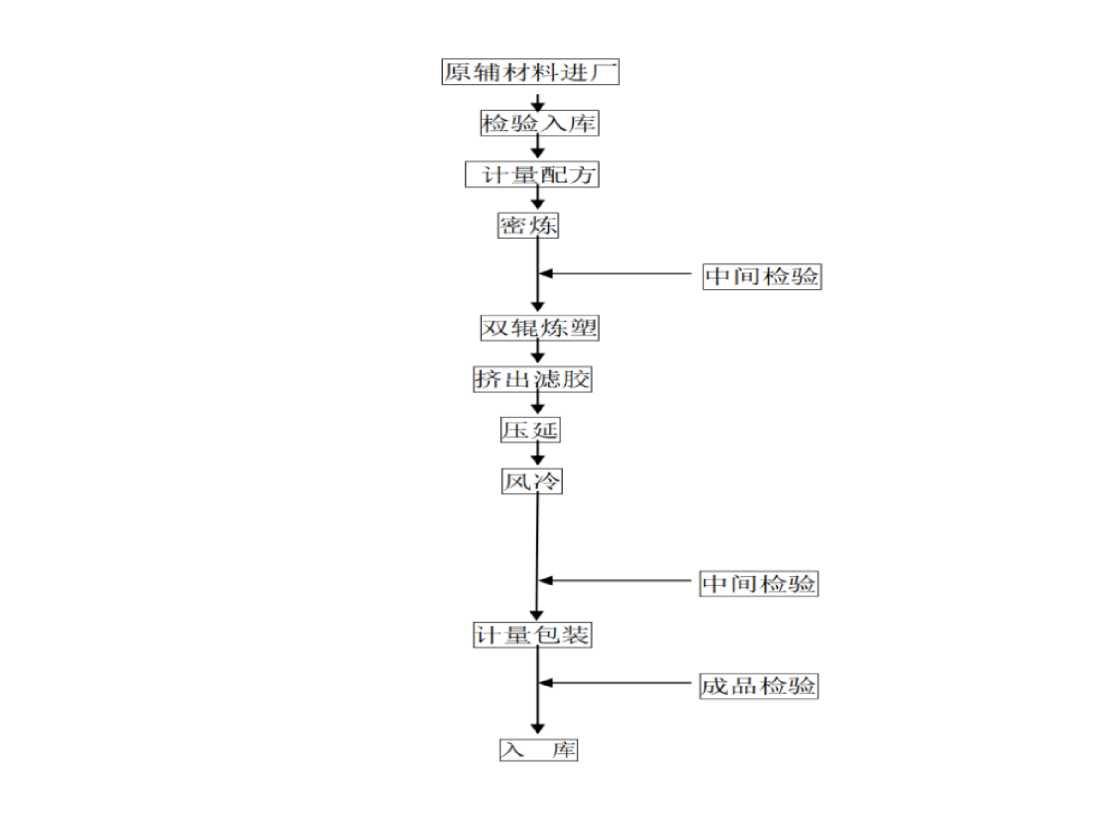 原辅材料进厂
检验入库
计量配方
密炼
中间检验
双辊炼塑
挤出滤胶
压延
风冷
中间检验
计量包装
成品检验
入 库